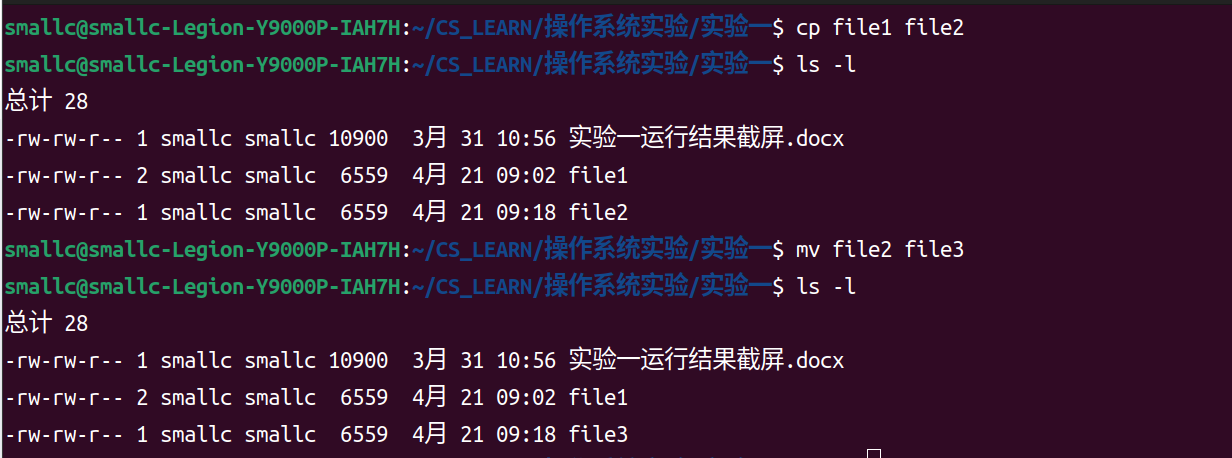 smallc@smallc-Legion-Y9000P-IAH7H:~/CS_LEARN/操作系统实验/实验一$ cp file1 file2
smallc@smallc-Legion-Y9000P-IAH7H:~/CS_LEARN/操作系统实验/实验一$ ls -l
总计 28
-rw-rw-r-- 1 smallc smallc 10900  3月 31 10:56 实验一运行结果截屏.docx
-rw-rw-r-- 2 smallc smallc  6559  4月 21 09:02 file1
-rw-rw-r-- 1 smallc smallc  6559  4月 21 09:18 file2
smallc@smallc-Legion-Y9000P-IAH7H:~/CS_LEARN/操作系统实验/实验一$ mv file2 file3
smallc@smallc-Legion-Y9000P-IAH7H:~/CS_LEARN/操作系统实验/实验一$ ls -l
总计 28
-rw-rw-r-- 1 smallc smallc 10900  3月 31 10:56 实验一运行结果截屏.docx
-rw-rw-r-- 2 smallc smallc  6559  4月 21 09:02 file1
-rw-rw-r-- 1 smallc smallc  6559  4月 21 09:18 file3